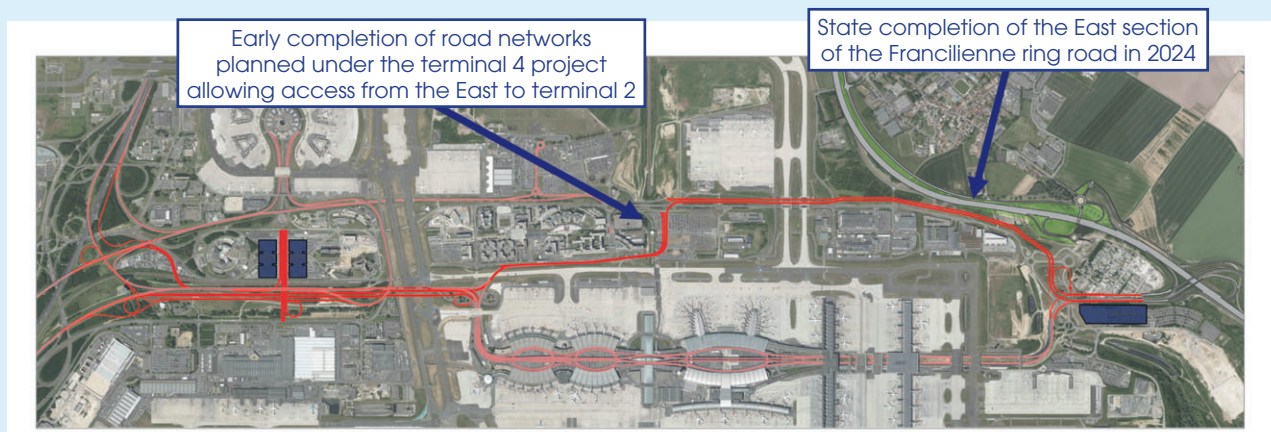 Early completion of road networks
planned under the terminal 4 project
allowing access from the East to terminal 2
State completion of the East section
of the Francilienne ring road in 2024